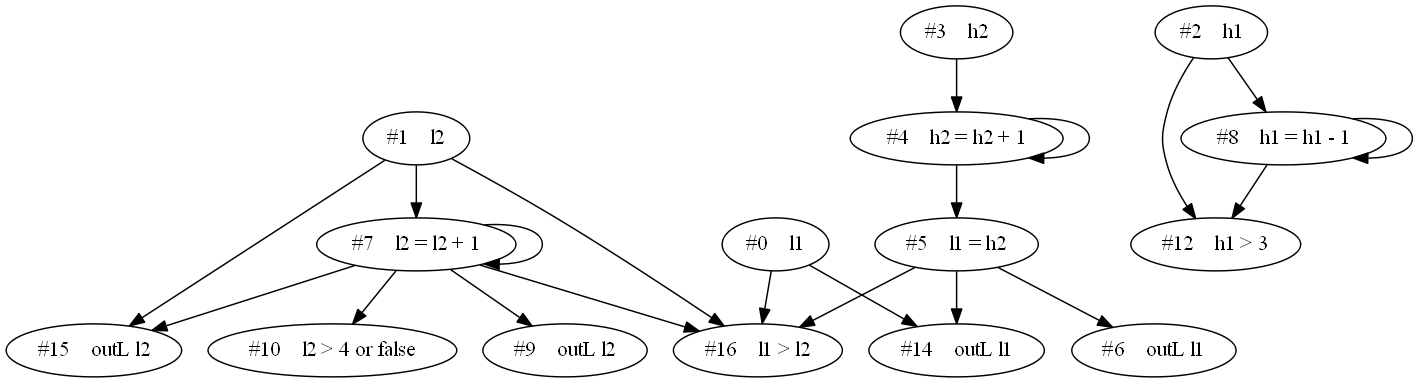 #3 h2
#2 h1
#1 l2
#4 h2 = h2 + 1
#8 h1 = h1 - 1
#7 l2 = l2 + 1
#0 l1
#5 l1 = h2
#12 h1 > 3
#15 outL l2
#10 l2 > 4 or false
#9 outL l2
#16 l1 > l2
#14 outL l1
#6 outL l1